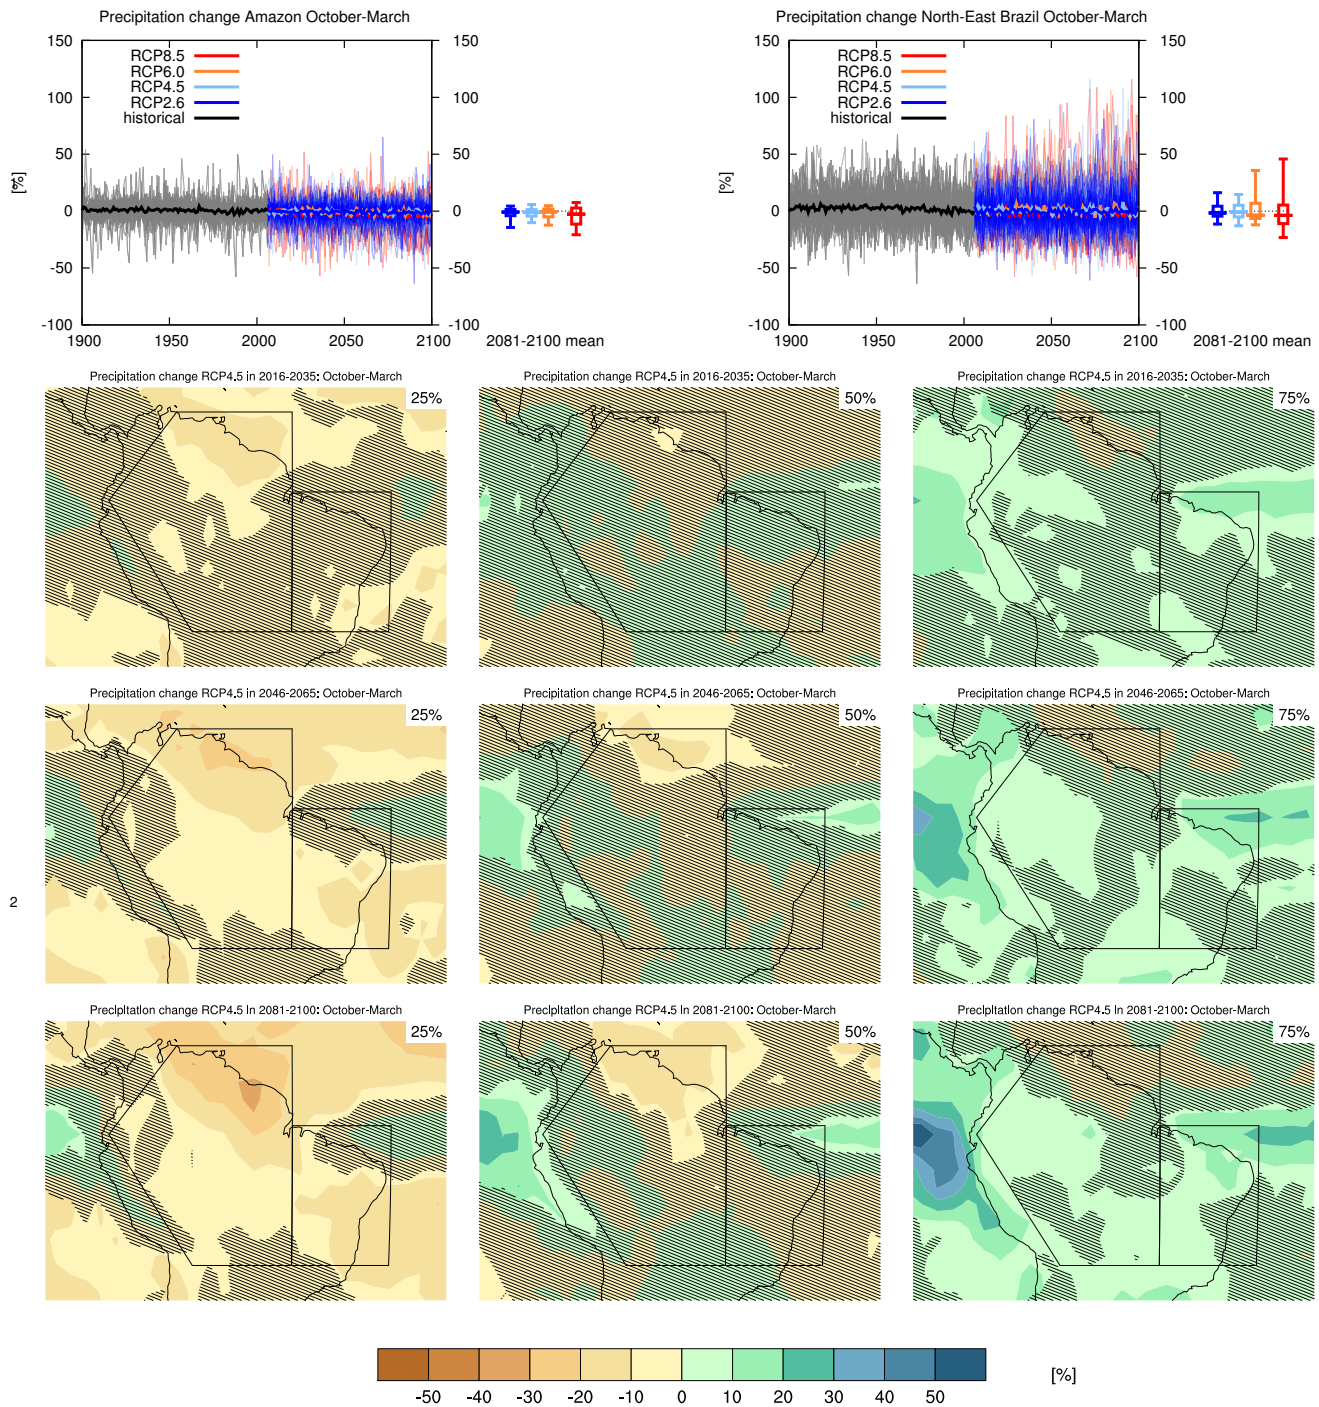 Precipitation change Amazon October-March
150
100
50
0
-50
-100
[%]
RCP8.5
RCP6.0
RCP4.5
RCP2.6
historical
150
100
50
0
-50
-100
1900 1950 2000 2050 2100
2081-2100 mean
Precipitation change North-East Brazil October-March
150
100
50
0
-50
-100
[%]
RCP8.5
RCP6.0
RCP4.5
RCP2.6
historical
150
100
50
0
-50
-100
1900 1950 2000 2050 2100
2081-2100 mean
Precipitation change RCP4.5 in 2016-2035: October-March
25%
Precipitation change RCP4.5 in 2016-2035: October-March
50%
Precipitation change RCP4.5 in 2016-2035: October-March
75%
Precipitation change RCP4.5 in 2046-2065: October-March
25%
Precipitation change RCP4.5 in 2046-2065: October-March
50%
Precipitation change RCP4.5 in 2046-2065: October-March
75%
2
Precipitation change RCP4.5 in 2081-2100: October-March
25%
Precipitation change RCP4.5 in 2081-2100: October-March
50%
Precipitation change RCP4.5 in 2081-2100: October-March
75%
-50 -40 -30 -20 -10 0 10 20 30 40 50
[%]